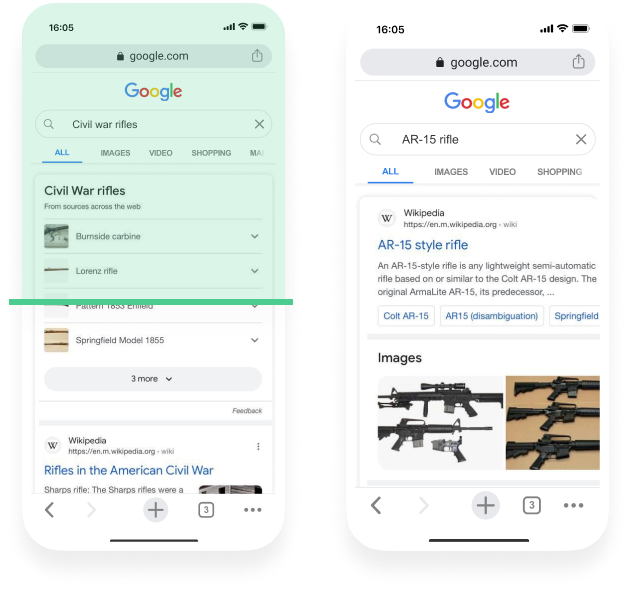 16:05
google.com
Google
Civil war rifles
ALL IMAGES VIDEO SHOPPING
Civil War rifles
From sources across the web
Burnside carbine
Lorenz rifle
Pattern 1853 Enfield
Springfield Model 1855
3 more
Feedback
W
Wikipedia
https://en.m.wikipedia.org › wiki
Rifles in the American Civil War
Sharps rifle: The Sharps rifles were a
3
16:05
google.com
Google
AR-15 rifle
ALL IMAGES VIDEO SHOPPING
W
Wikipedia
https://en.m.wikipedia.org › wiki
AR-15 style rifle
An AR-15-style rifle is any lightweight semi-automatic
rifle based on or similar to the Colt AR-15 design. The
original ArmaLite AR-15, its predecessor, ...
Colt AR-15 AR15 (disambiguation) Springfield
Images
3